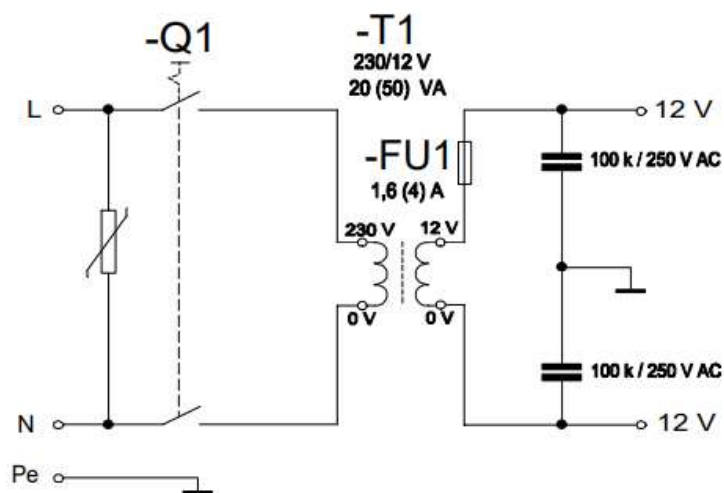 -Q1
-T1
230/12 V
20 (50) VA
L
12 V
-FU1
1,6 (4) A
100 k / 250 V AC
230 V
12 V
0 V
0 V
100 k / 250 V AC
N
12 V
Pe